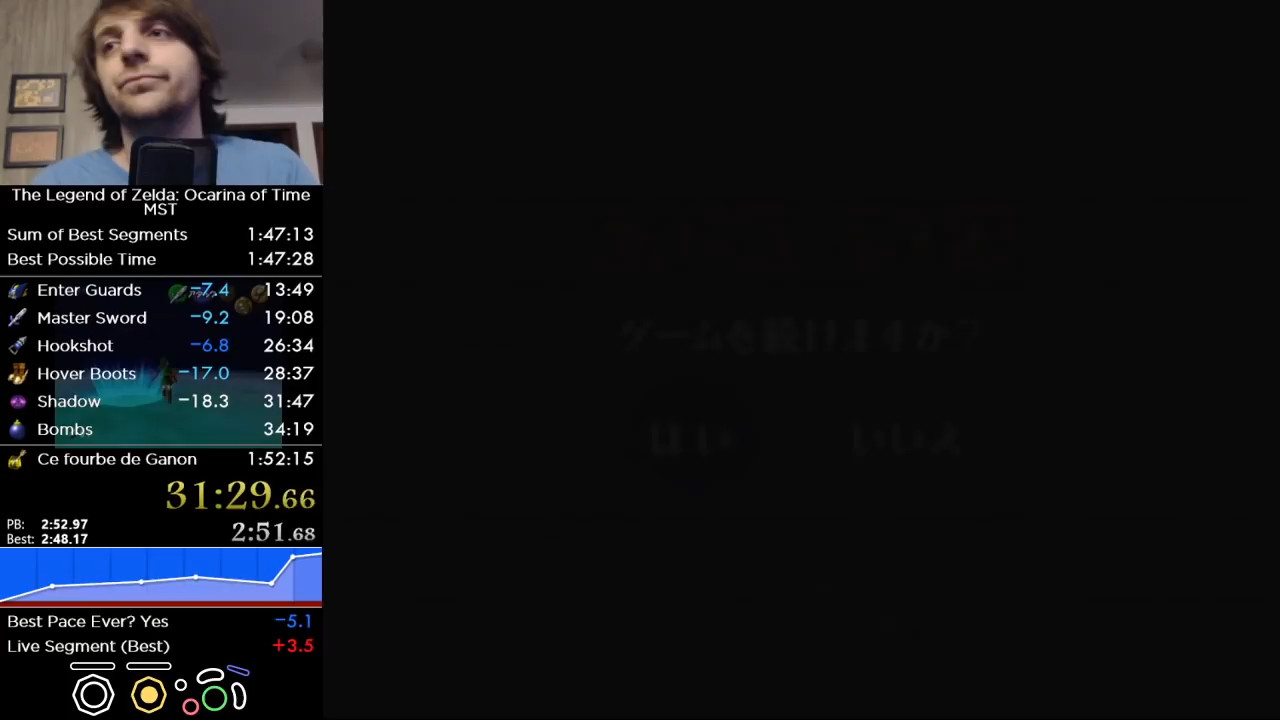 The Legend of Zelda: Ocarina of Time
MST
Sum of Best Segments 1:47:13
Best Possible Time 1:47:28
Enter Guards −7.4 13:49
Master Sword −9.2 19:08
Hookshot −6.8 26:34
Hover Boots −17.0 28:37
Shadow −18.3 31:47
Bombs 34:19
Ce fourbe de Ganon 1:52:15
31:29.66
PB: 2:52.97
Best: 2:48.17
2:51.68
Best Pace Ever? Yes −5.1
Live Segment (Best) +3.5
ゲームを続けますか？
はい いいえ